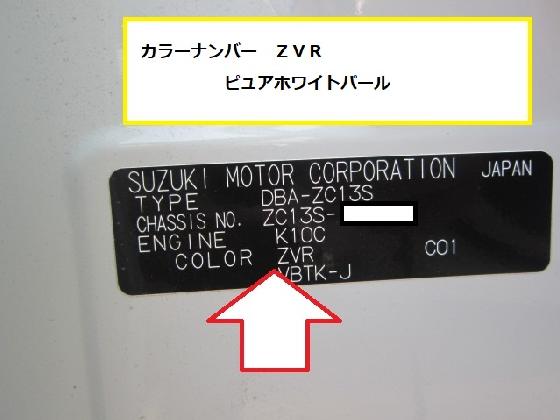 カラーナンバー　ＺＶＲ
ピュアホワイトパール
SUZUKI MOTOR CORPORATION JAPAN
TYPE DBA-ZC13S
CHASSIS NO. ZC13S-
ENGINE K10C
COLOR ZVR C01
VBTK-J